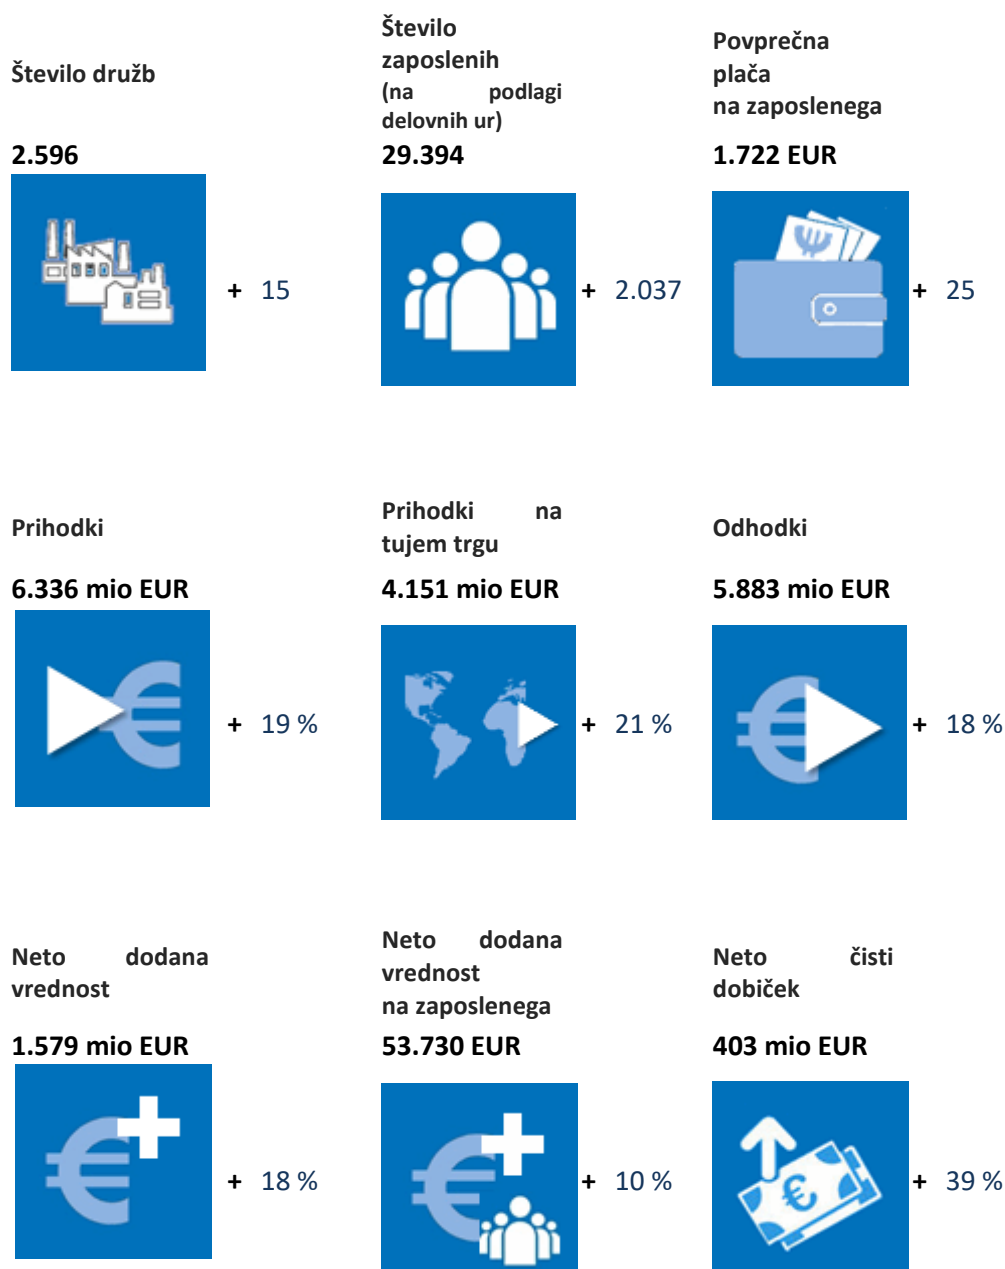 Število družb
2.596
+ 15
Število
zaposlenih
(na podlagi
delovnih ur)
29.394
+ 2.037
Povprečna
plača
na zaposlenega
1.722 EUR
+ 25
Prihodki
6.336 mio EUR
+ 19 %
Prihodki na
tujem trgu
4.151 mio EUR
+ 21 %
Odhodki
5.883 mio EUR
+ 18 %
Neto dodana
vrednost
1.579 mio EUR
+ 18 %
Neto dodana
vrednost
na zaposlenega
53.730 EUR
+ 10 %
Neto čisti
dobiček
403 mio EUR
+ 39 %